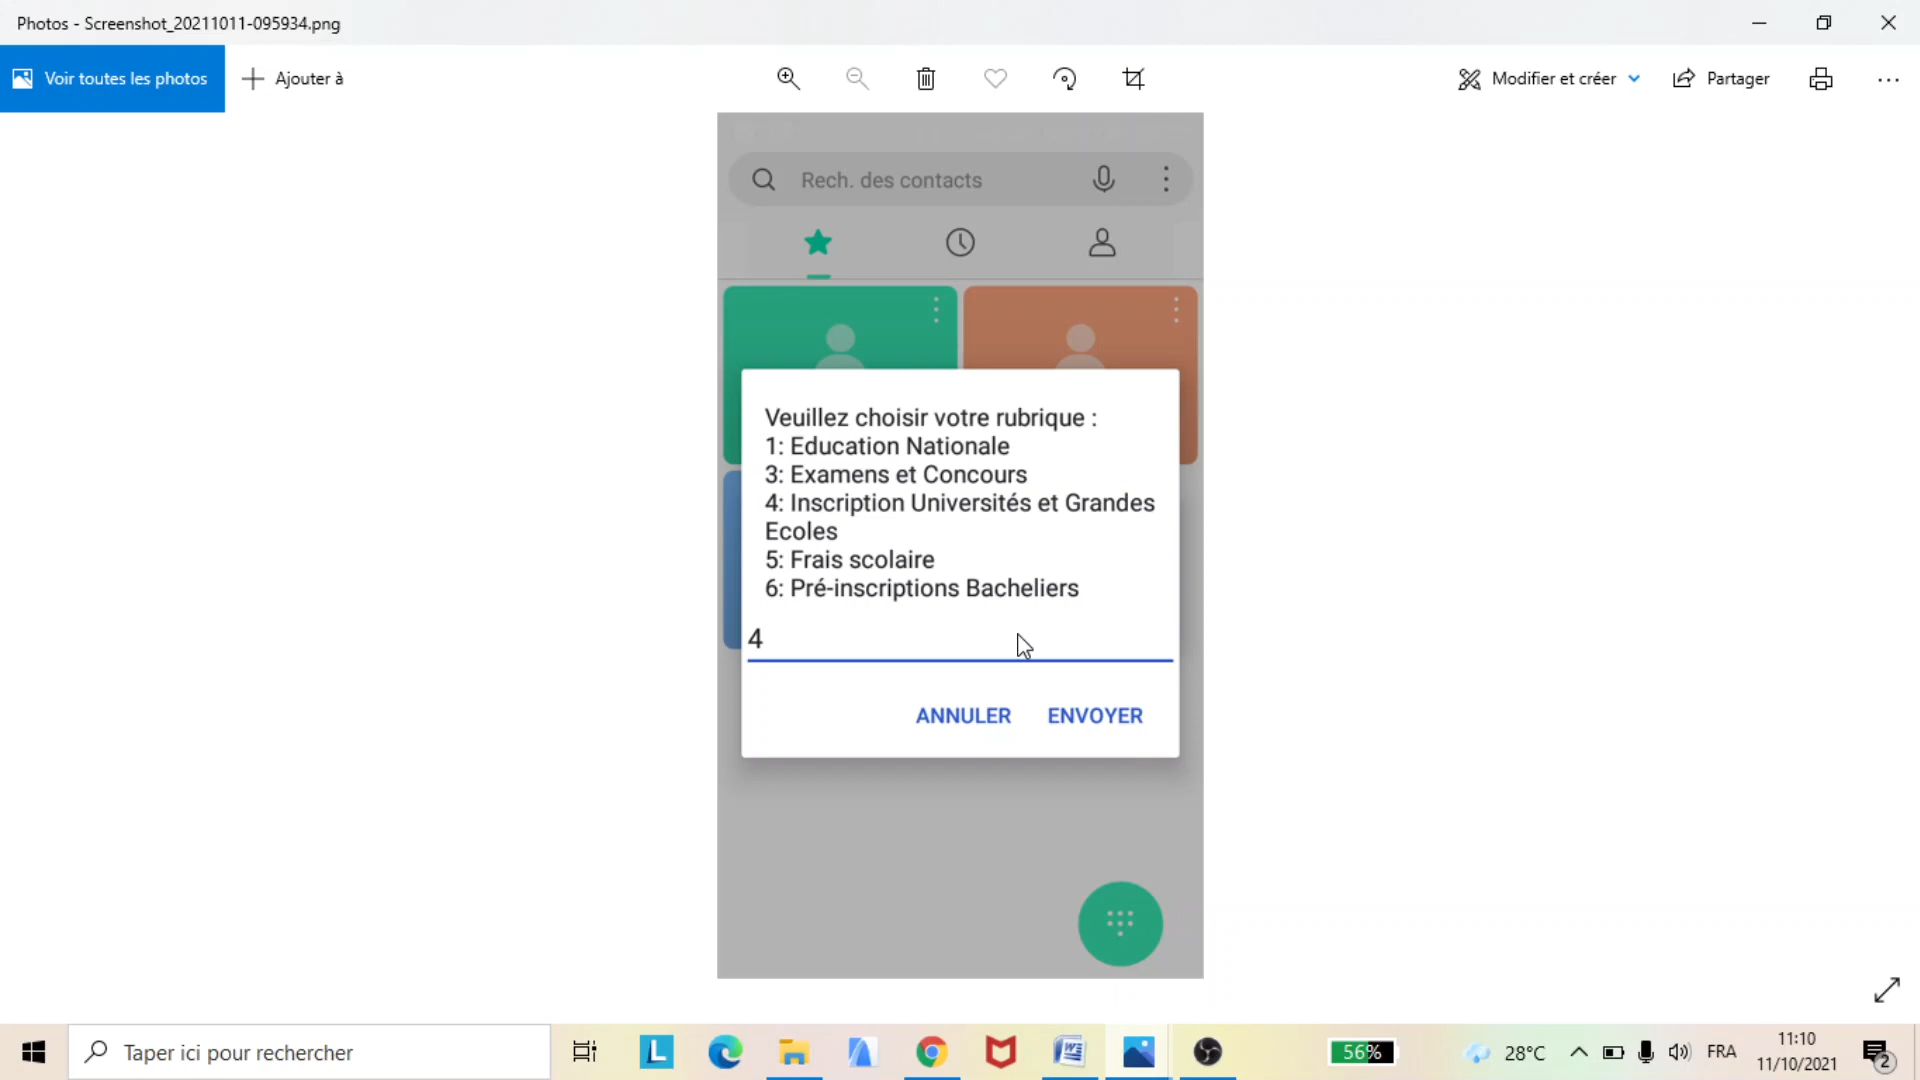 Photos - Screenshot_20211011-095934.png
Voir toutes les photos
Ajouter à
Modifier et créer
Partager
Rech. des contacts
Veuillez choisir votre rubrique :
1: Education Nationale
3: Examens et Concours
4: Inscription Universités et Grandes
Ecoles
5: Frais scolaire
6: Pré-inscriptions Bacheliers
4
ANNULER
ENVOYER
Taper ici pour rechercher
L
W
56%
28°C
FRA
11:10
11/10/2021
2